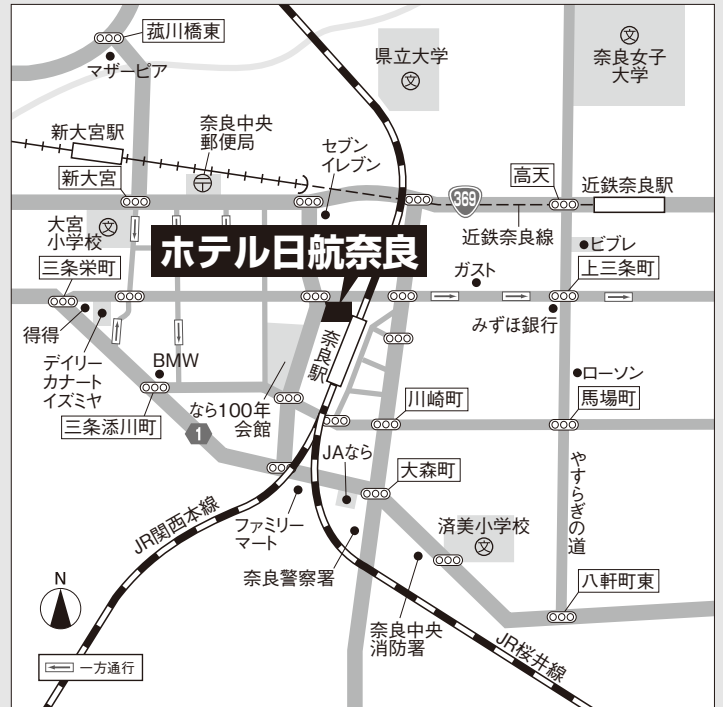 菰川橋東
マザーピア
県立大学
文
文
奈良女子
大学
新大宮駅
奈良中央
郵便局
セブン
イレブン
新大宮
369
高天
近鉄奈良駅
大宮
小学校
文
近鉄奈良線
ビブレ
ホテル日航奈良
三条栄町
ガスト
上三条町
得得
みずほ銀行
デイリー
カナート
イズミヤ
BMW
奈良駅
ローソン
なら100年
会館
川崎町
馬場町
三条添川町
1
JAなら
大森町
やすらぎの道
JR関西本線
ファミリー
マート
済美小学校
文
奈良警察署
八軒町東
N
奈良中央
消防署
JR桜井線
一方通行